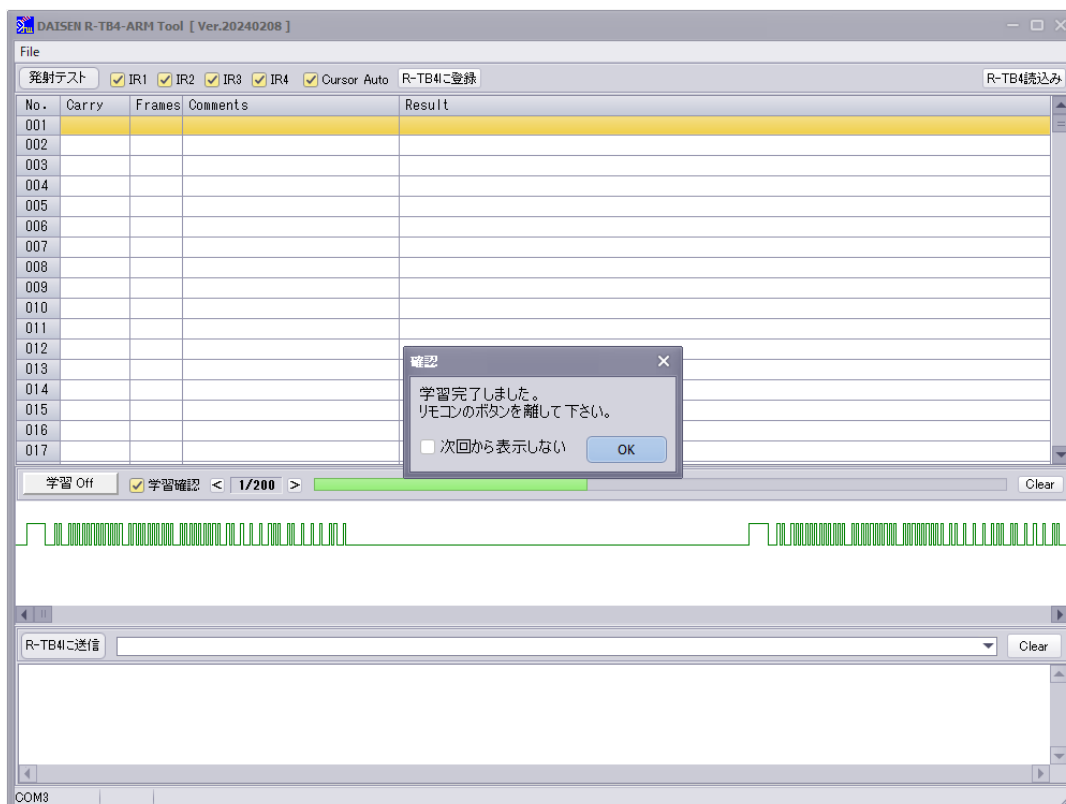 DAISEN R-TB4-ARM Tool [ Ver.20240208 ]
File
発射テスト IR1 IR2 IR3 IR4 Cursor Auto R-TB4に登録 R-TB4読込み
No. Carry Frames Comments Result
001
002
003
004
005
006
007
008
009
010
011
012
013
014
015
016
017
確認
学習完了しました。
リモコンのボタンを離して下さい。
次回から表示しない OK
学習 Off 学習確認 < 1/200 > Clear
R-TB4に送信 Clear
COM3